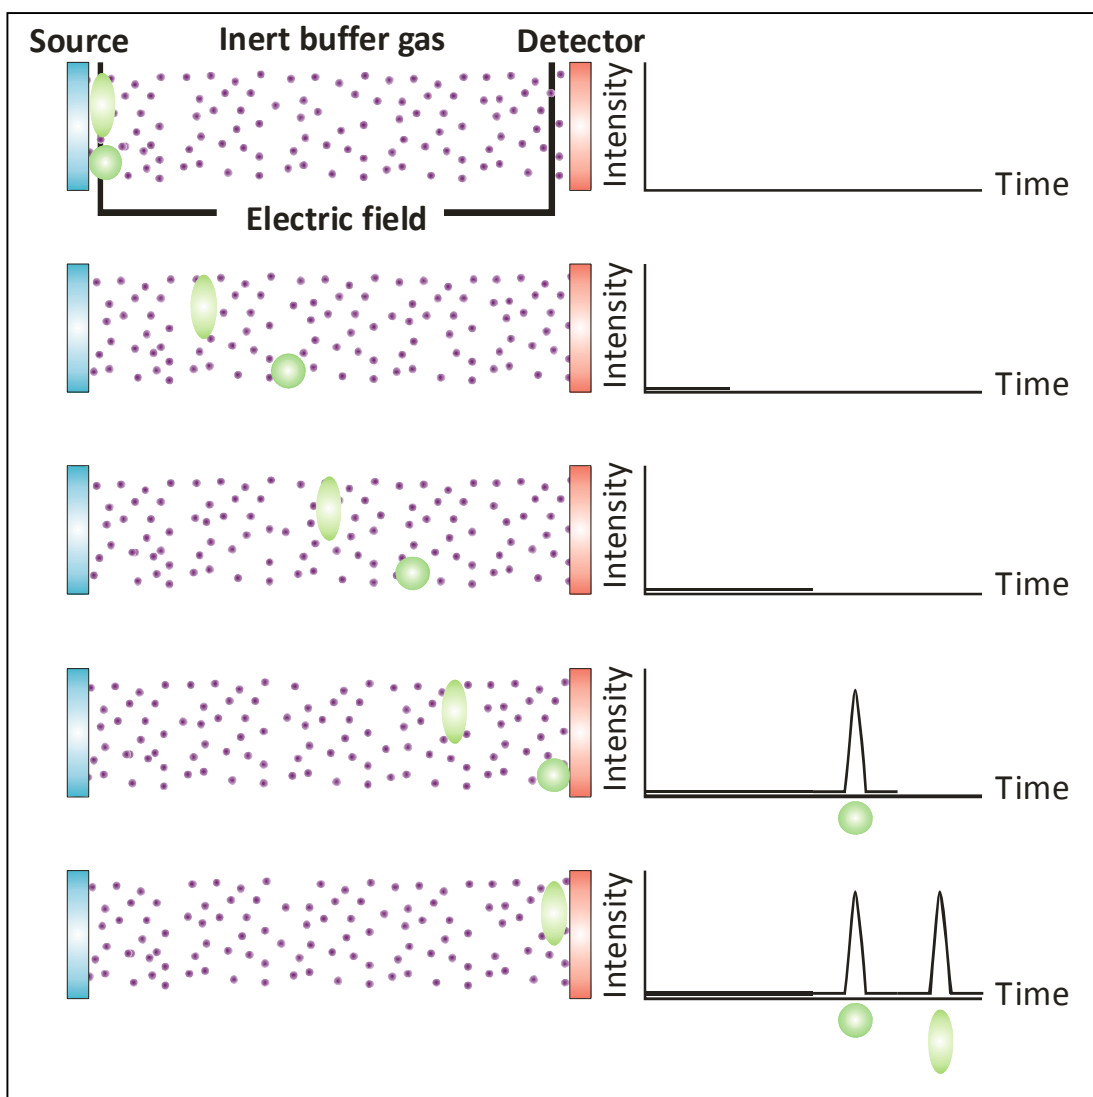 Source
Inert buffer gas
Detector
Intensity
Time
Electric field
Intensity
Time
Intensity
Time
Intensity
Time
Intensity
Time